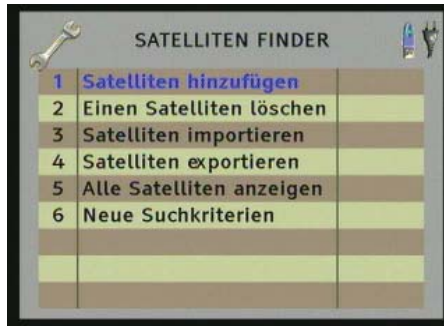 SATELLITEN FINDER
1 Satelliten hinzufügen
2 Einen Satelliten löschen
3 Satelliten importieren
4 Satelliten exportieren
5 Alle Satelliten anzeigen
6 Neue Suchkriterien